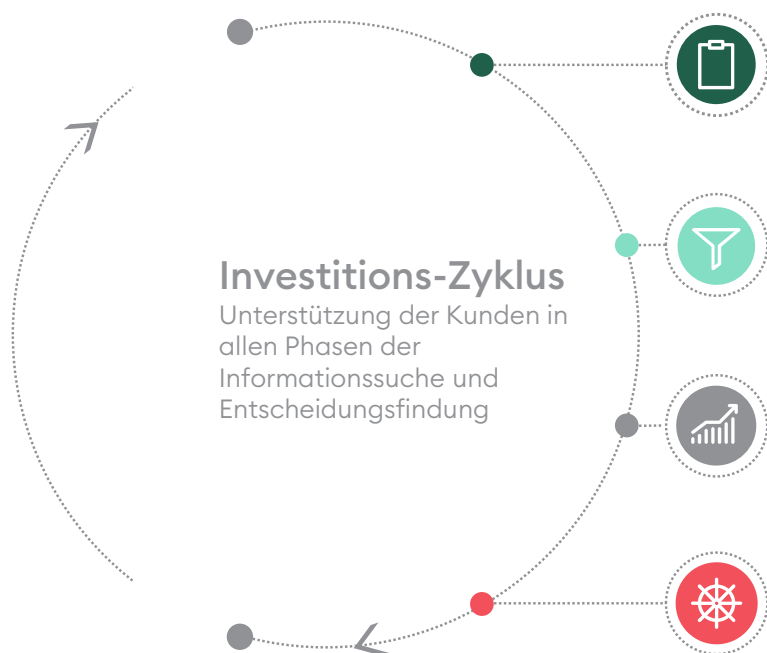 Investitions-Zyklus
Unterstützung der Kunden in
allen Phasen der
Informationssuche und
Entscheidungsfindung